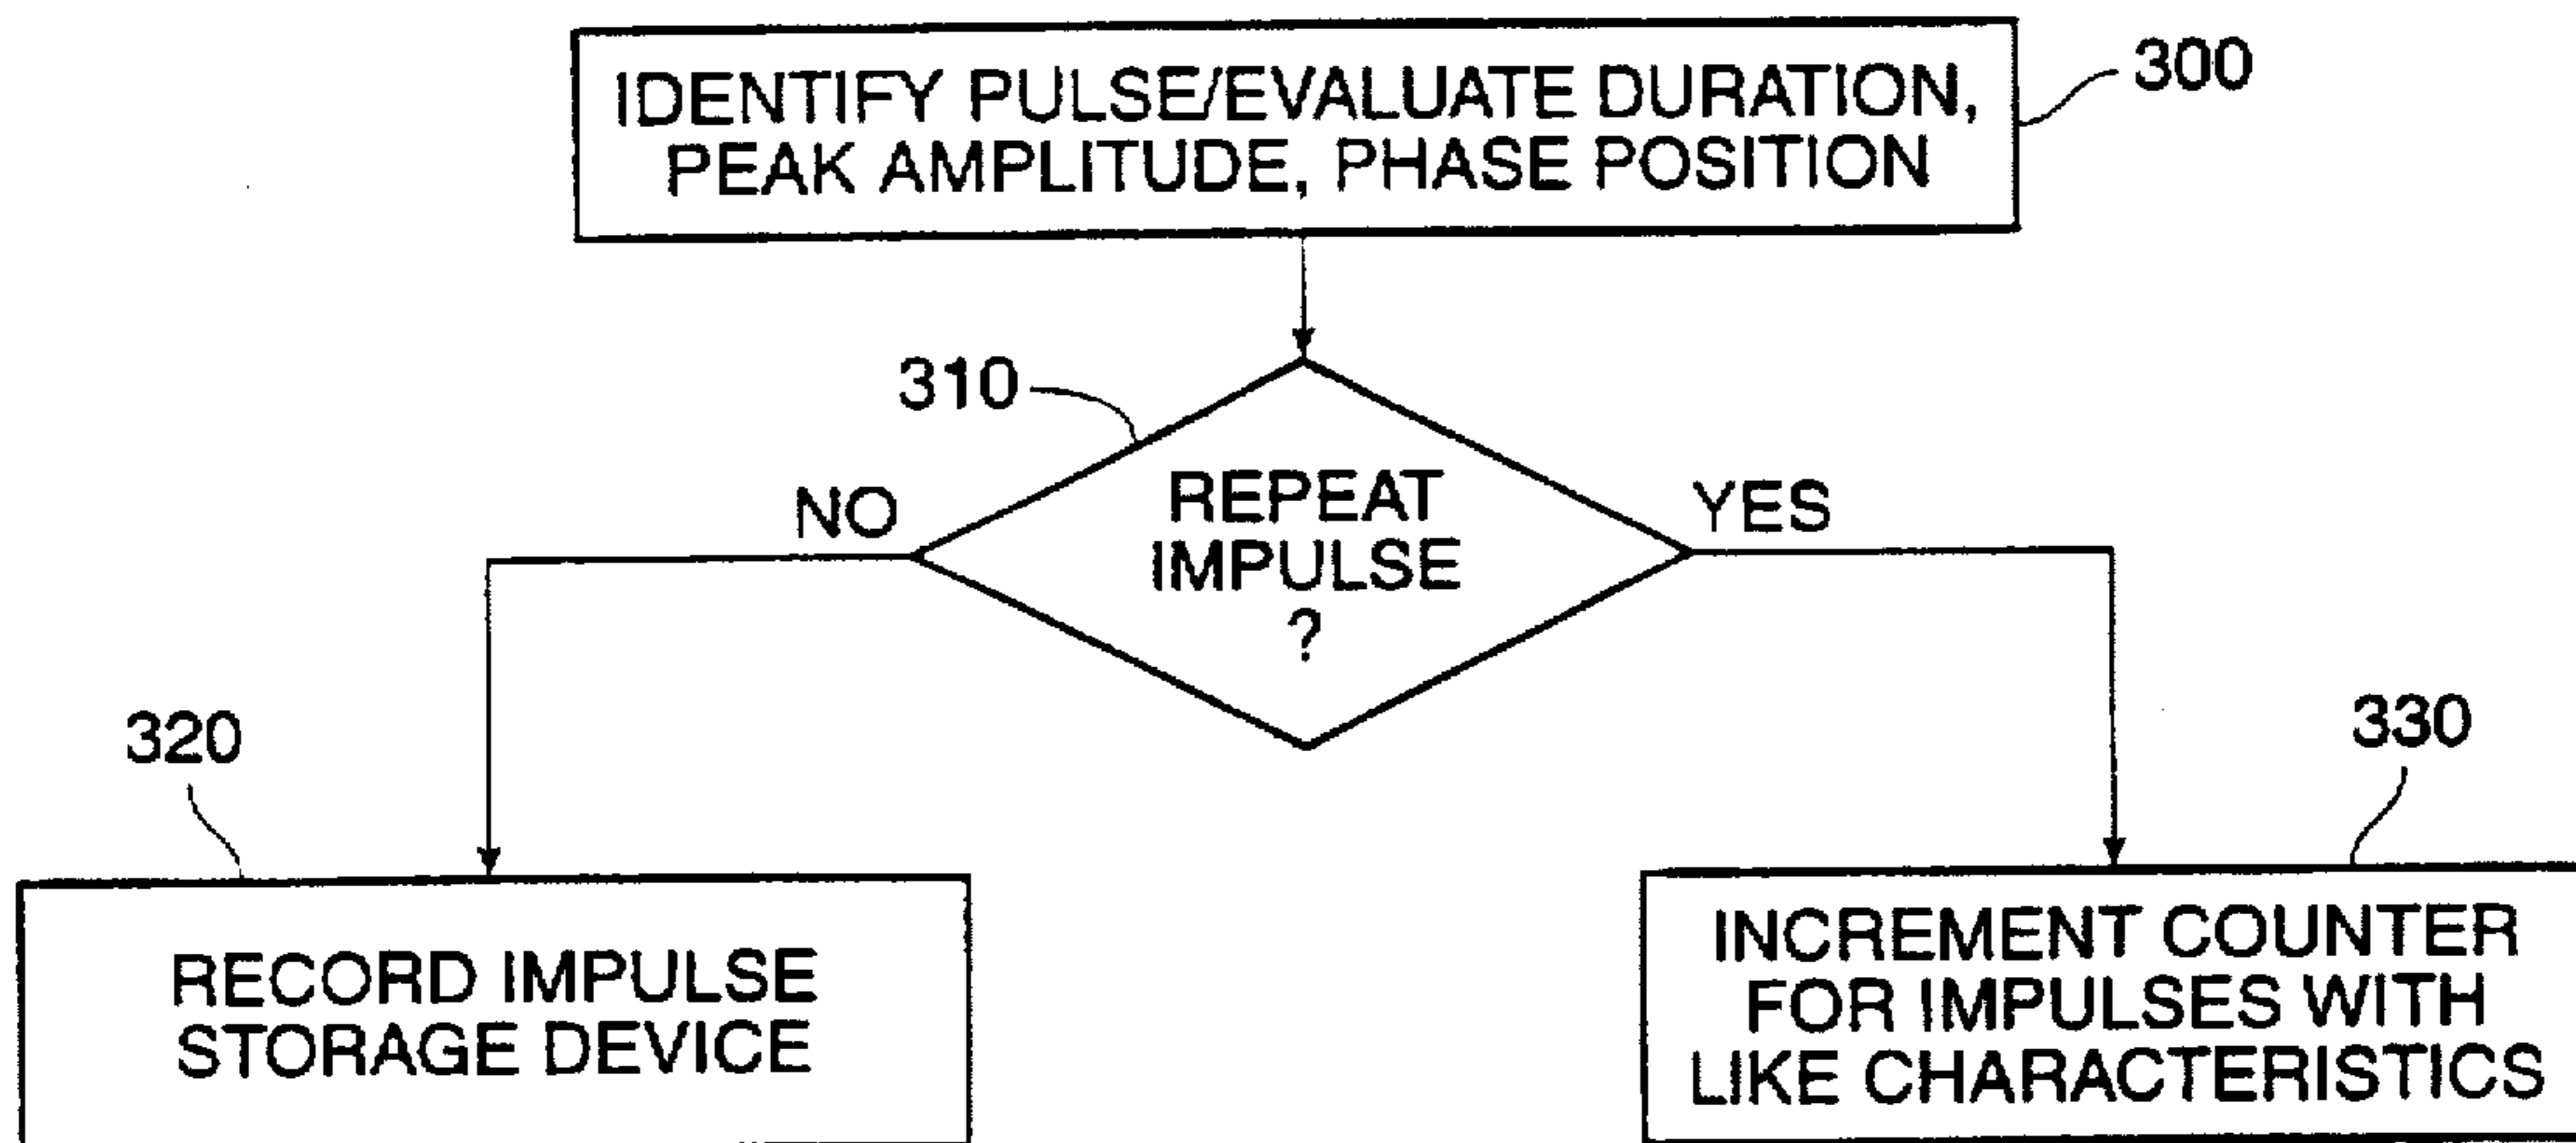 IDENTIFY PULSE/EVALUATE DURATION,
PEAK AMPLITUDE, PHASE POSITION
300
310
REPEAT
IMPULSE
?
NO
YES
320
330
RECORD IMPULSE
STORAGE DEVICE
INCREMENT COUNTER
FOR IMPULSES WITH
LIKE CHARACTERISTICS